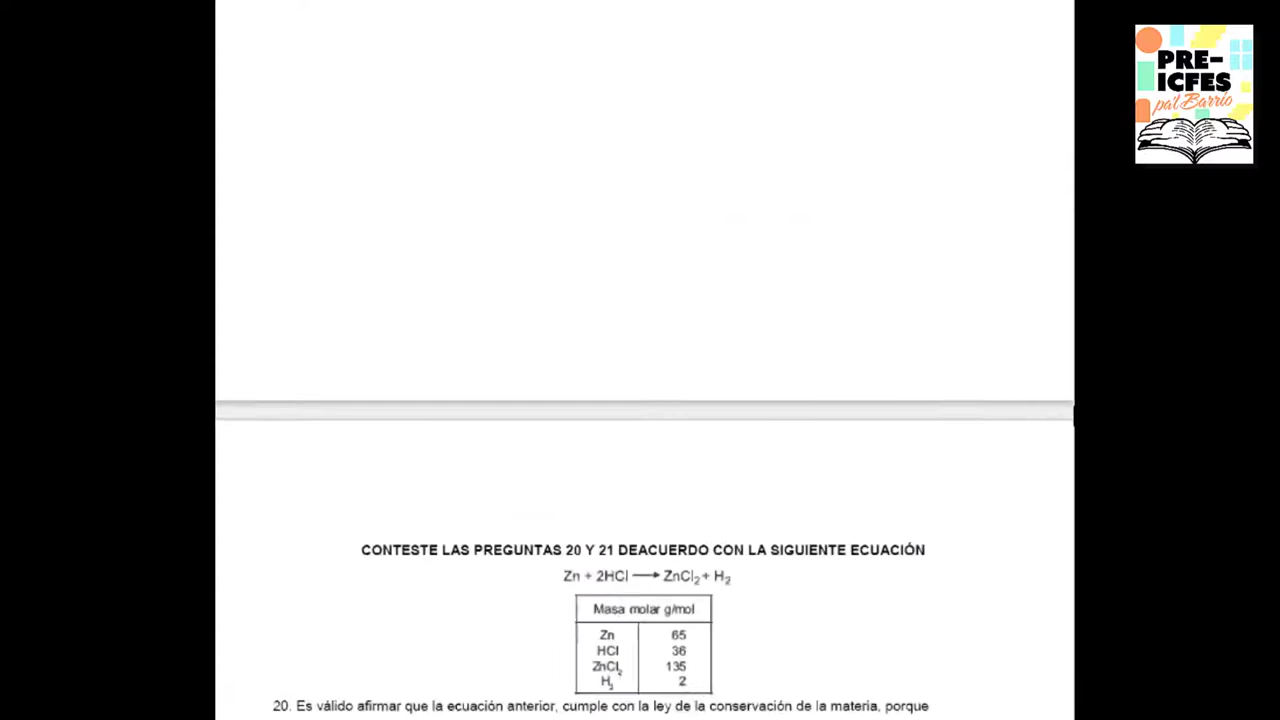 PRE-
ICFES
pa'l Barrio
CONTESTE LAS PREGUNTAS 20 Y 21 DEACUERDO CON LA SIGUIENTE ECUACIÓN
Zn + 2HCl ⟶ ZnCl₂ + H₂
Masa molar g/mol
Zn 65
HCl 36
ZnCl₂ 135
H₂ 2
20. Es válido afirmar que la ecuación anterior, cumple con la ley de la conservación de la materia, porque